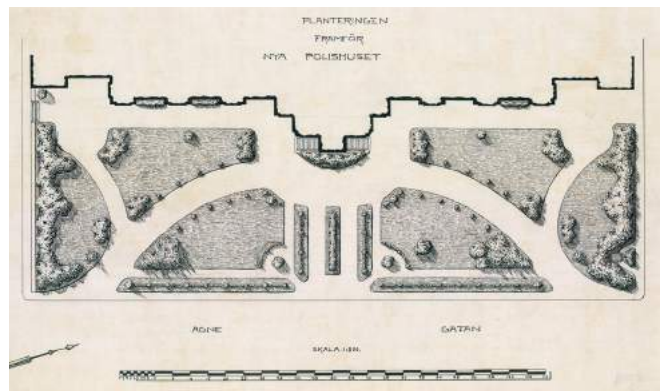 PLANTERINGEN
FRAMFÖR
NYA POLISHUSET
AGNE GATAN
SKALA